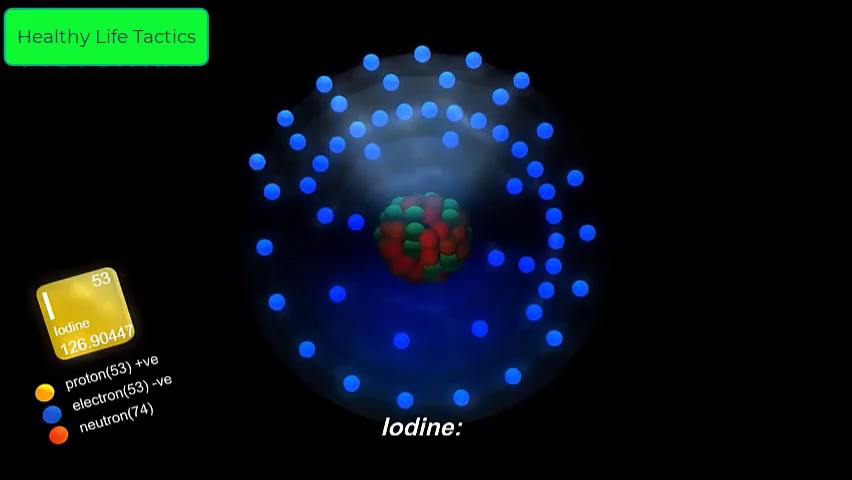 Healthy Life Tactics
53
I
Iodine
126.90447
proton(53) +ve
electron(53) -ve
neutron(74)
Iodine: